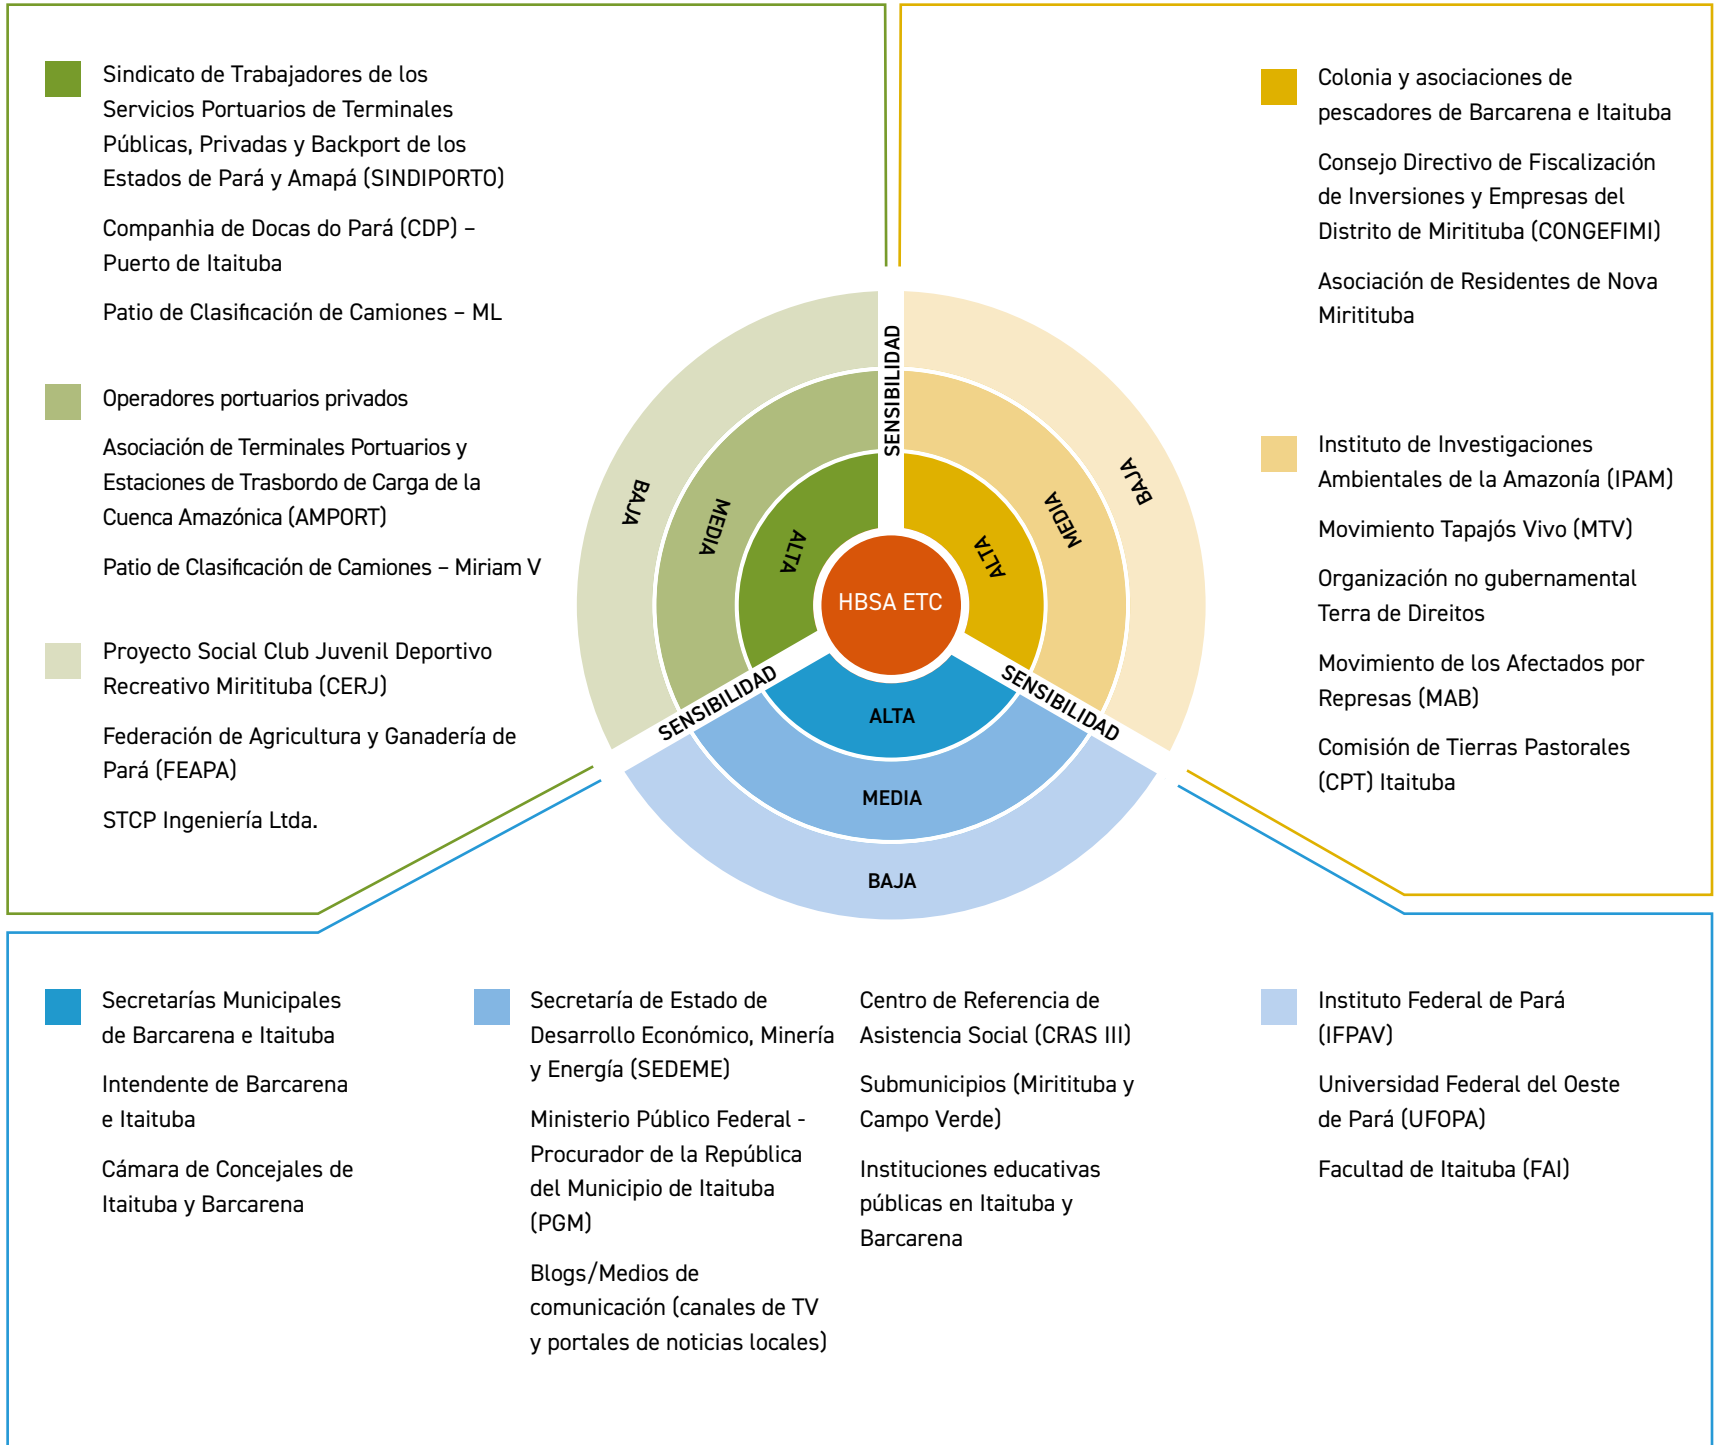 Sindicato de Trabajadores de los
Servicios Portuarios de Terminales
Públicas, Privadas y Backport de los
Estados de Pará y Amapá (SINDIPORTO)
Companhia de Docas do Pará (CDP) –
Puerto de Itaituba
Patio de Clasificación de Camiones – ML
Operadores portuarios privados
Asociación de Terminales Portuarios y
Estaciones de Trasbordo de Carga de la
Cuenca Amazónica (AMPORT)
Patio de Clasificación de Camiones – Miriam V
Proyecto Social Club Juvenil Deportivo
Recreativo Miritituba (CERJ)
Federación de Agricultura y Ganadería de
Pará (FEAPA)
STCP Ingeniería Ltda.
Colonia y asociaciones de
pescadores de Barcarena e Itaituba
Consejo Directivo de Fiscalización
de Inversiones y Empresas del
Distrito de Miritituba (CONGEFIMI)
Asociación de Residentes de Nova
Miritituba
Instituto de Investigaciones
Ambientales de la Amazonía (IPAM)
Movimiento Tapajós Vivo (MTV)
Organización no gubernamental
Terra de Direitos
Movimiento de los Afectados por
Represas (MAB)
Comisión de Tierras Pastorales
(CPT) Itaituba
SENSIBILIDAD
BAJA
MEDIA
ALTA
HBSA ETC
ALTA
MEDIA
BAJA
SENSIBILIDAD
SENSIBILIDAD
ALTA
MEDIA
BAJA
Secretarías Municipales
de Barcarena e Itaituba
Intendente de Barcarena
e Itaituba
Cámara de Concejales de
Itaituba y Barcarena
Secretaría de Estado de
Desarrollo Económico, Minería
y Energía (SEDEME)
Ministerio Público Federal -
Procurador de la República
del Municipio de Itaituba
(PGM)
Blogs/Medios de
comunicación (canales de TV
y portales de noticias locales)
Centro de Referencia de
Asistencia Social (CRAS III)
Submunicipios (Miritituba y
Campo Verde)
Instituciones educativas
públicas en Itaituba y
Barcarena
Instituto Federal de Pará
(IFPAV)
Universidad Federal del Oeste
de Pará (UFOPA)
Facultad de Itaituba (FAI)